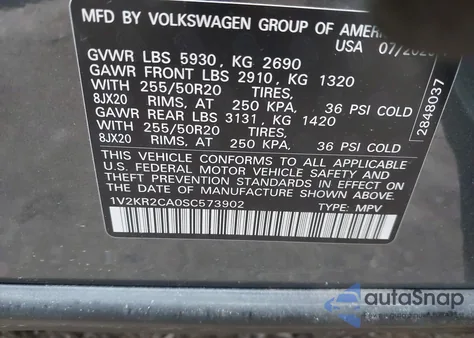 MFD BY VOLKSWAGEN GROUP OF AMERI
USA 07/202
GVWR LBS 5930, KG 2690
GAWR FRONT LBS 2910, KG 1320
WITH 255/50R20 TIRES,
8JX20 RIMS, AT 250 KPA, 36 PSI COLD
GAWR REAR LBS 3131, KG 1420
WITH 255/50R20 TIRES,
8JX20 RIMS, AT 250 KPA, 36 PSI COLD
THIS VEHICLE CONFORMS TO ALL APPLICABLE
U.S. FEDERAL MOTOR VEHICLE SAFETY AND
THEFT PREVENTION STANDARDS IN EFFECT ON
THE DATE OF MANUFACTURE SHOWN ABOVE.
1V2KR2CA0SC573902 TYPE: MPV
2848037
autoSnap